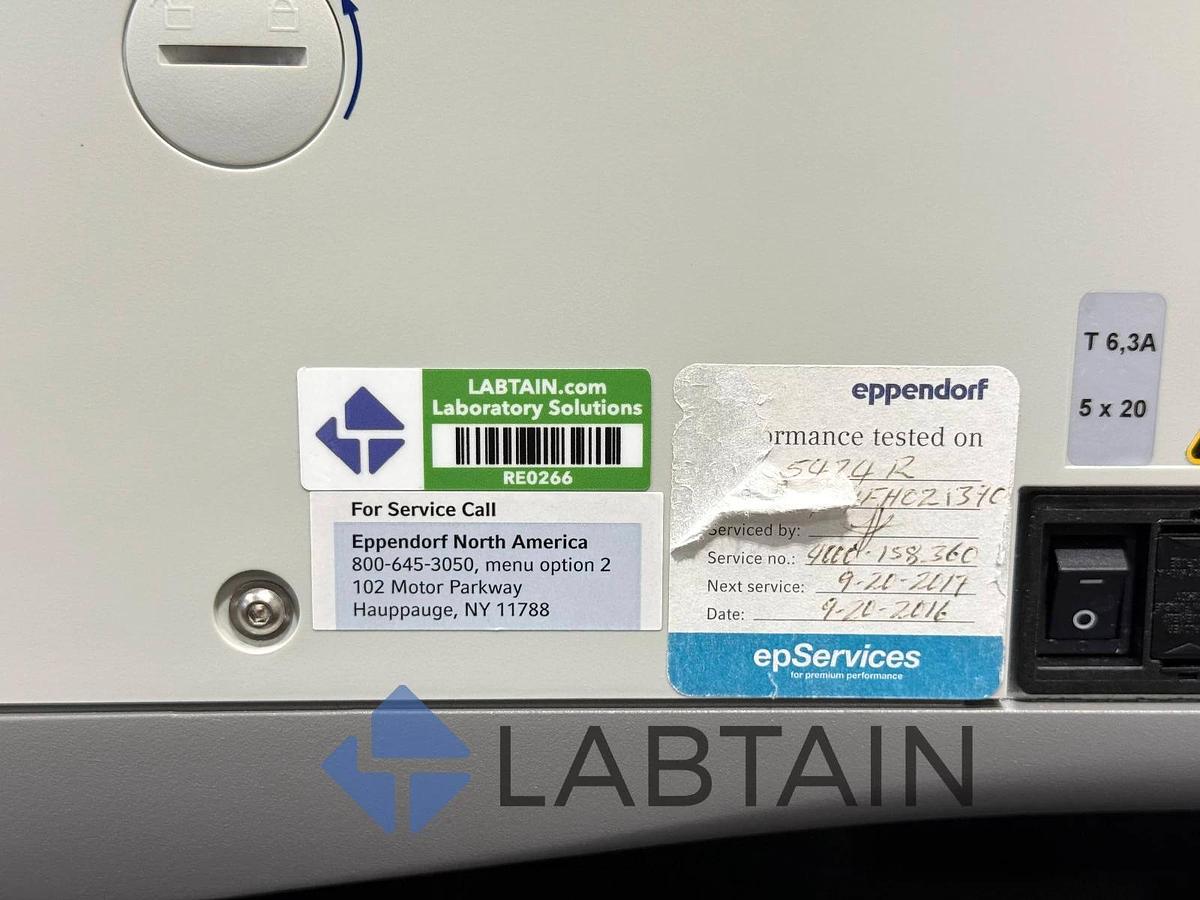 LABTAIN.com
Laboratory Solutions
RE0266
For Service Call
Eppendorf North America
800-645-3050, menu option 2
102 Motor Parkway
Hauppauge, NY 11788
eppendorf
ormance tested on
5424 R
Serviced by:
Service no.: 158.360
Next service: 9-20-2017
Date: 9-20-2016
epServices
for premium performance
T 6,3A
5 x 20
LABTAIN